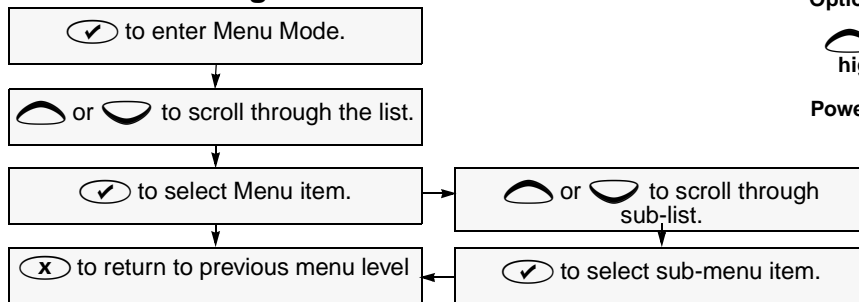 ✔ to enter Menu Mode.
or to scroll through the list.
✔ to select Menu item.
or to scroll through
sub-list.
X to return to previous menu level
✔ to select sub-menu item.